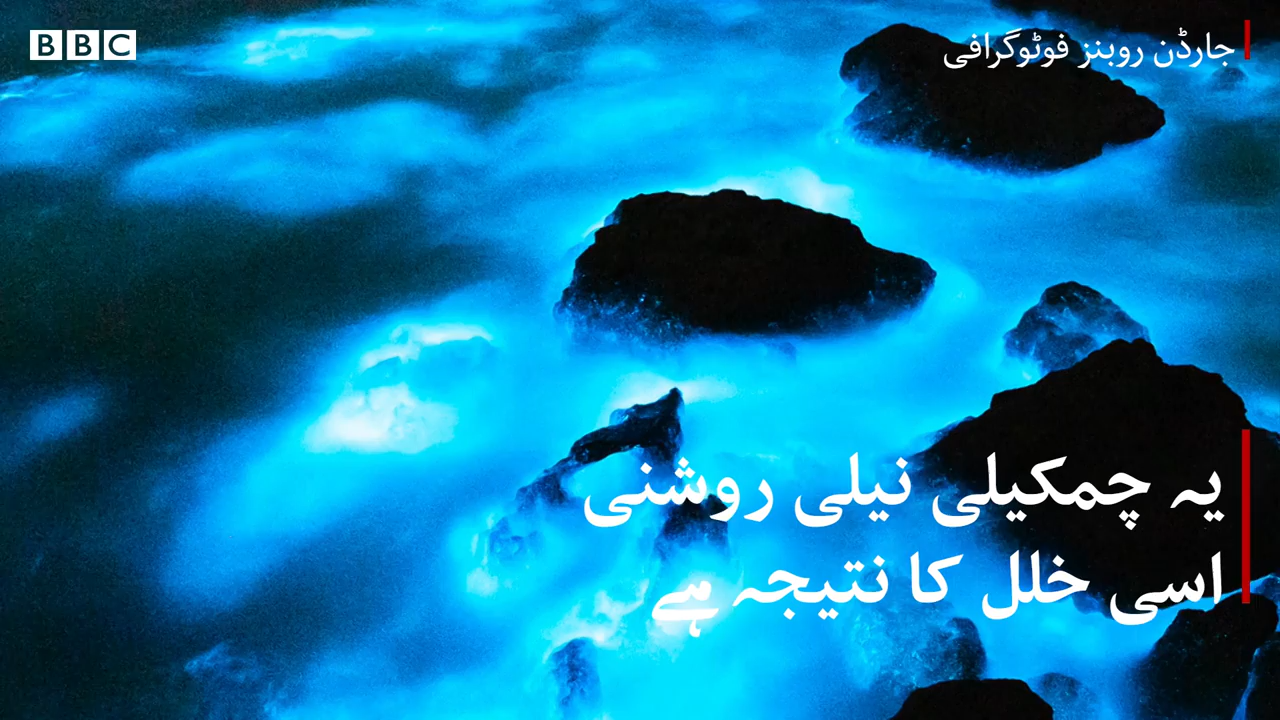 BBC
جارڈن روبنز فوٹوگرافی
یہ چمکیلی نیلی روشنی
اسی خلل کا نتیجہ ہے